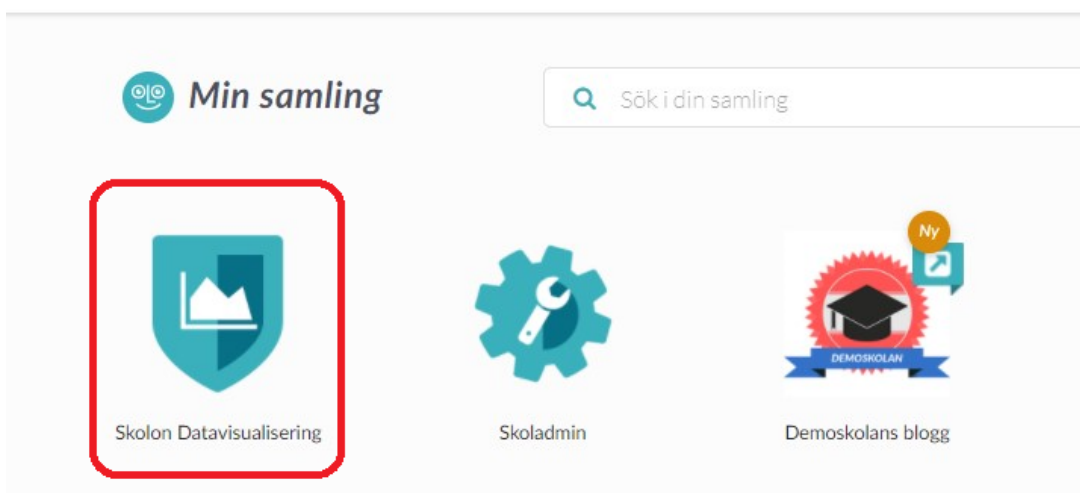 Min samling
Sök i din samling
Ny
DEMOSKOLAN
Skolon Datavisualisering
Skoladmin
Demoskolans blogg